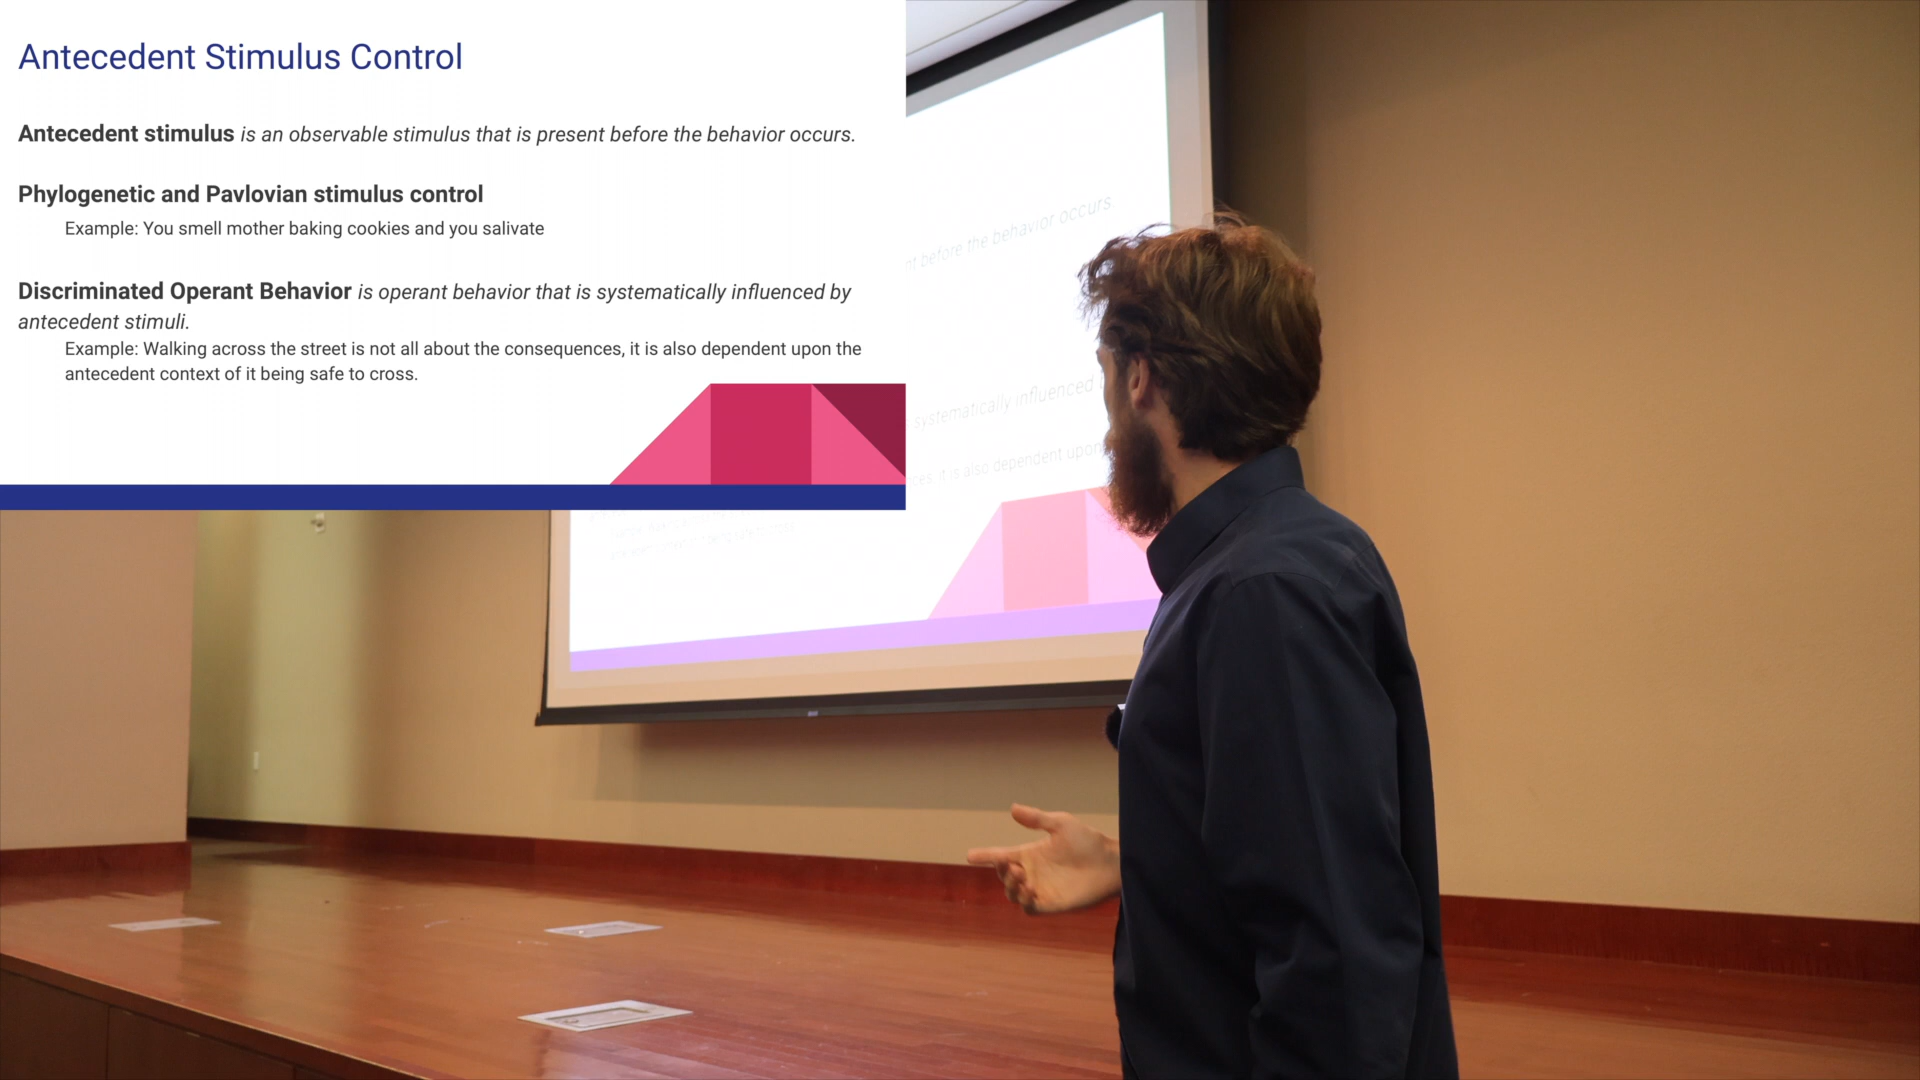 Antecedent Stimulus Control
Antecedent stimulus is an observable stimulus that is present before the behavior occurs.
Phylogenetic and Pavlovian stimulus control
Example: You smell mother baking cookies and you salivate
Discriminated Operant Behavior is operant behavior that is systematically influenced by
antecedent stimuli.
Example: Walking across the street is not all about the consequences, it is also dependent upon the
antecedent context of it being safe to cross.
before the behavior occurs.
systematically influenced
it is also dependent upon